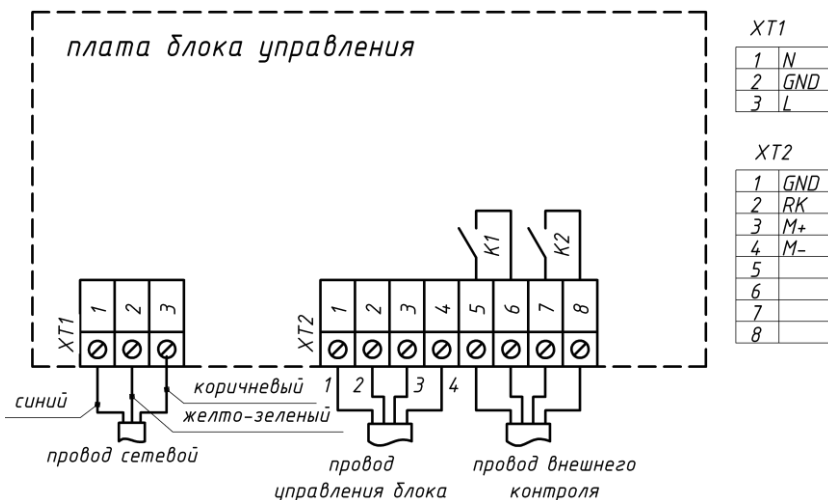 плата блока управления
XT1
1 N
2 GND
3 L
XT2
1 GND
2 RK
3 M+
4 M-
5
6
7
8
K1
K2
XT1
1 2 3
XT2
1 2 3 4 5 6 7 8
синий
коричневый
желто-зеленый
1 2 3 4
провод сетевой
провод
управления блока
провод внешнего
контроля